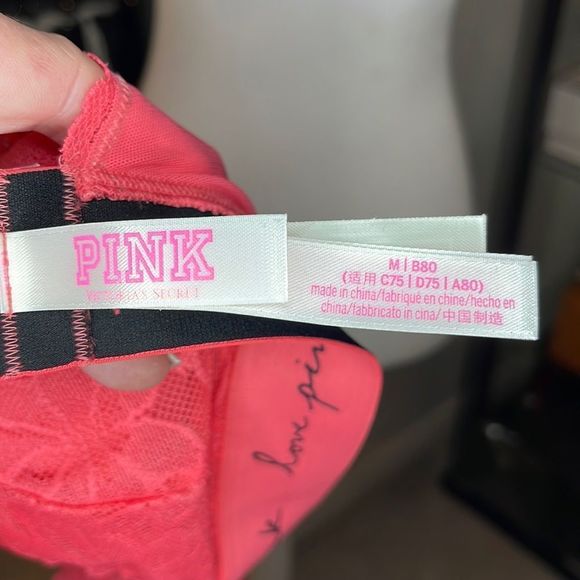 PINK
VICTORIA'S SECRET
M | B80
(适用 C75 | D75 | A80)
made in china/fabriqué en chine/hecho en
china/fabbricato in cina/中国制造
love pi